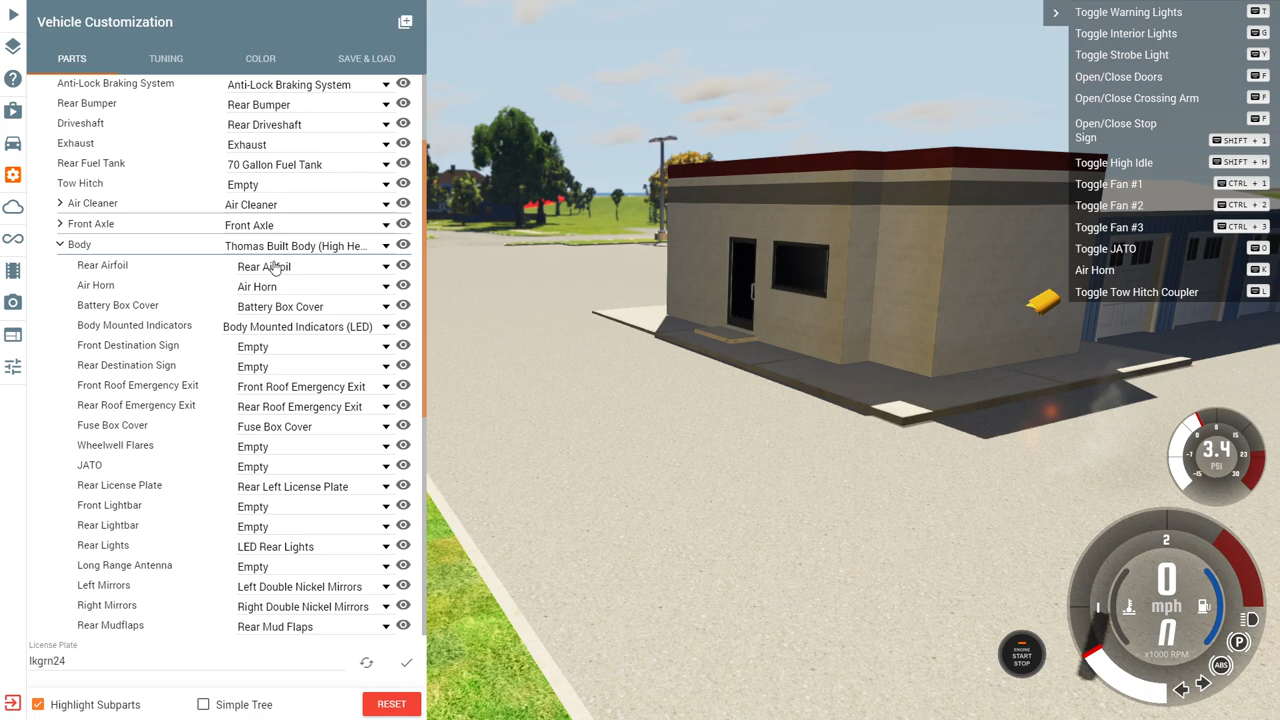 Vehicle Customization
PARTS TUNING COLOR SAVE & LOAD
Anti-Lock Braking System Anti-Lock Braking System
Rear Bumper Rear Bumper
Driveshaft Rear Driveshaft
Exhaust Exhaust
Rear Fuel Tank 70 Gallon Fuel Tank
Tow Hitch Empty
Air Cleaner Air Cleaner
Front Axle Front Axle
Body Thomas Built Body (High He...
Rear Airfoil Rear Airfoil
Air Horn Air Horn
Battery Box Cover Battery Box Cover
Body Mounted Indicators Body Mounted Indicators (LED)
Front Destination Sign Empty
Rear Destination Sign Empty
Front Roof Emergency Exit Front Roof Emergency Exit
Rear Roof Emergency Exit Rear Roof Emergency Exit
Fuse Box Cover Fuse Box Cover
Wheelwell Flares Empty
JATO Empty
Rear License Plate Rear Left License Plate
Front Lightbar Empty
Rear Lightbar Empty
Rear Lights LED Rear Lights
Long Range Antenna Empty
Left Mirrors Left Double Nickel Mirrors
Right Mirrors Right Double Nickel Mirrors
Rear Mudflaps Rear Mud Flaps
License Plate
lkgrn24
Highlight Subparts Simple Tree RESET
Toggle Warning Lights T
Toggle Interior Lights G
Toggle Strobe Light Y
Open/Close Doors F
Open/Close Crossing Arm F
Open/Close Stop Sign F
SHIFT + 1
Toggle High Idle SHIFT + H
Toggle Fan #1 CTRL + 1
Toggle Fan #2 CTRL + 2
Toggle Fan #3 CTRL + 3
Toggle JATO O
Air Horn K
Toggle Tow Hitch Coupler L
-15 -7 0 8 15 23 30
3.4
PSI
1 2
0
mph
n
x1000 RPM
P
ABS
ENGINE
START
STOP